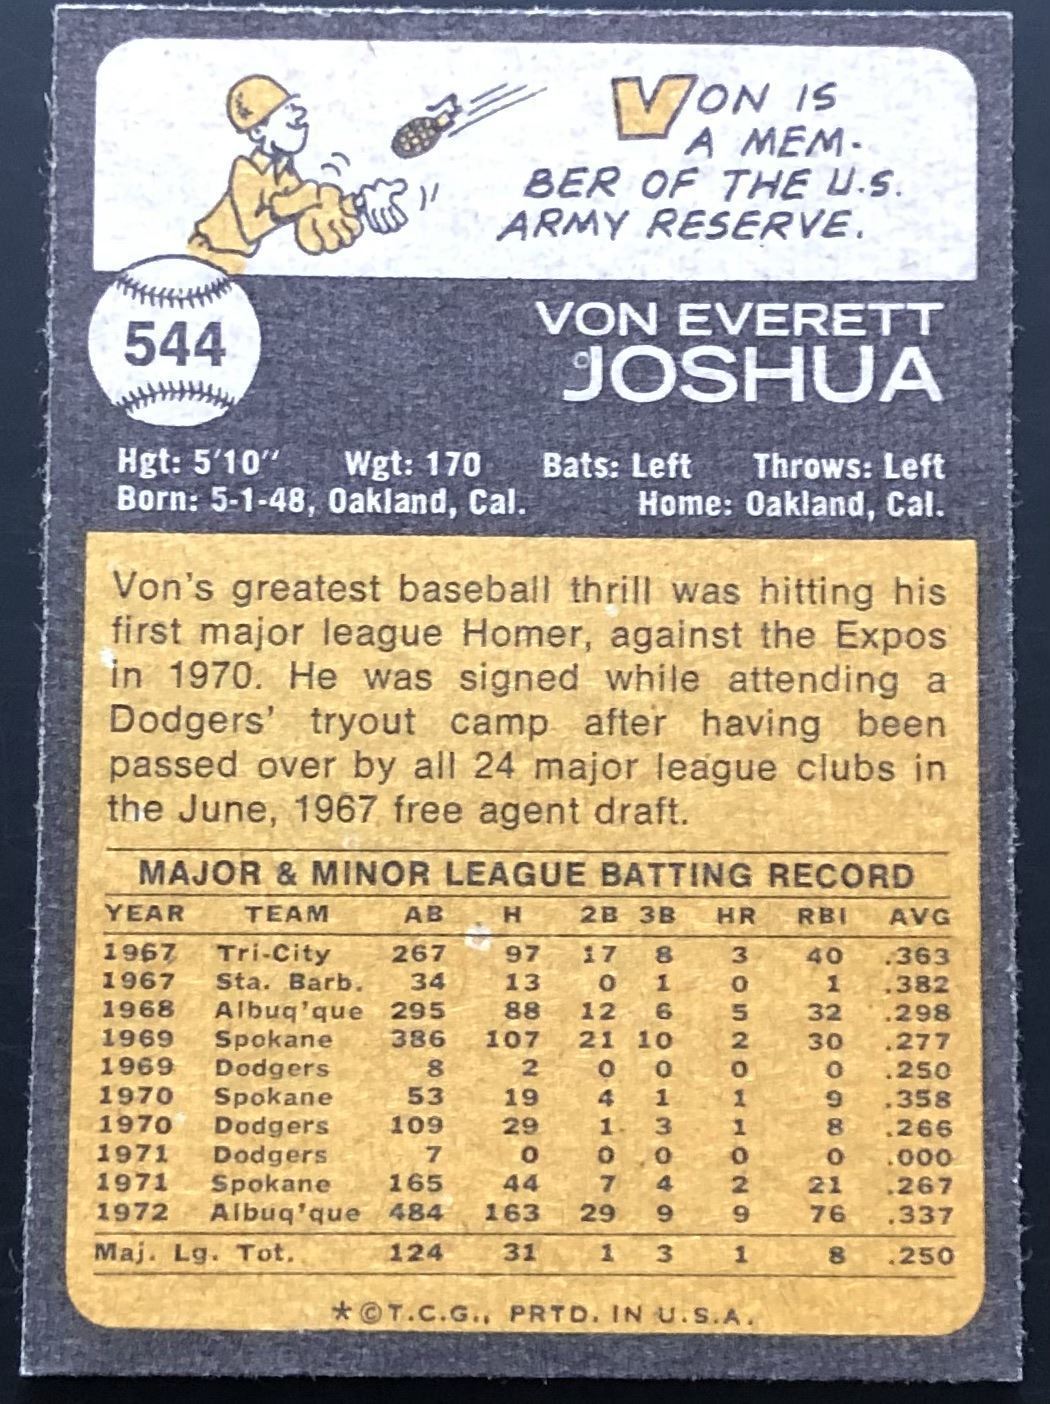 VON IS
A MEM-
BER OF THE U.S.
ARMY RESERVE.
544
VON EVERETT
JOSHUA
Hgt: 5'10" Wgt: 170 Bats: Left Throws: Left
Born: 5-1-48, Oakland, Cal. Home: Oakland, Cal.
Von's greatest baseball thrill was hitting his
first major league Homer, against the Expos
in 1970. He was signed while attending a
Dodgers' tryout camp after having been
passed over by all 24 major league clubs in
the June, 1967 free agent draft.
MAJOR & MINOR LEAGUE BATTING RECORD
YEAR TEAM AB H 2B 3B HR RBI AVG
1967 Tri-City 267 97 17 8 3 40 .363
1967 Sta. Barb. 34 13 0 1 0 1 .382
1968 Albuq'que 295 88 12 6 5 32 .298
1969 Spokane 386 107 21 10 2 30 .277
1969 Dodgers 8 2 0 0 0 0 .250
1970 Spokane 53 19 4 1 1 9 .358
1970 Dodgers 109 29 1 3 1 8 .266
1971 Dodgers 7 0 0 0 0 0 .000
1971 Spokane 165 44 7 4 2 21 .267
1972 Albuq'que 484 163 29 9 9 76 .337
Maj. Lg. Tot. 124 31 1 3 1 8 .250
*©T.C.G., PRTD. IN U.S.A.